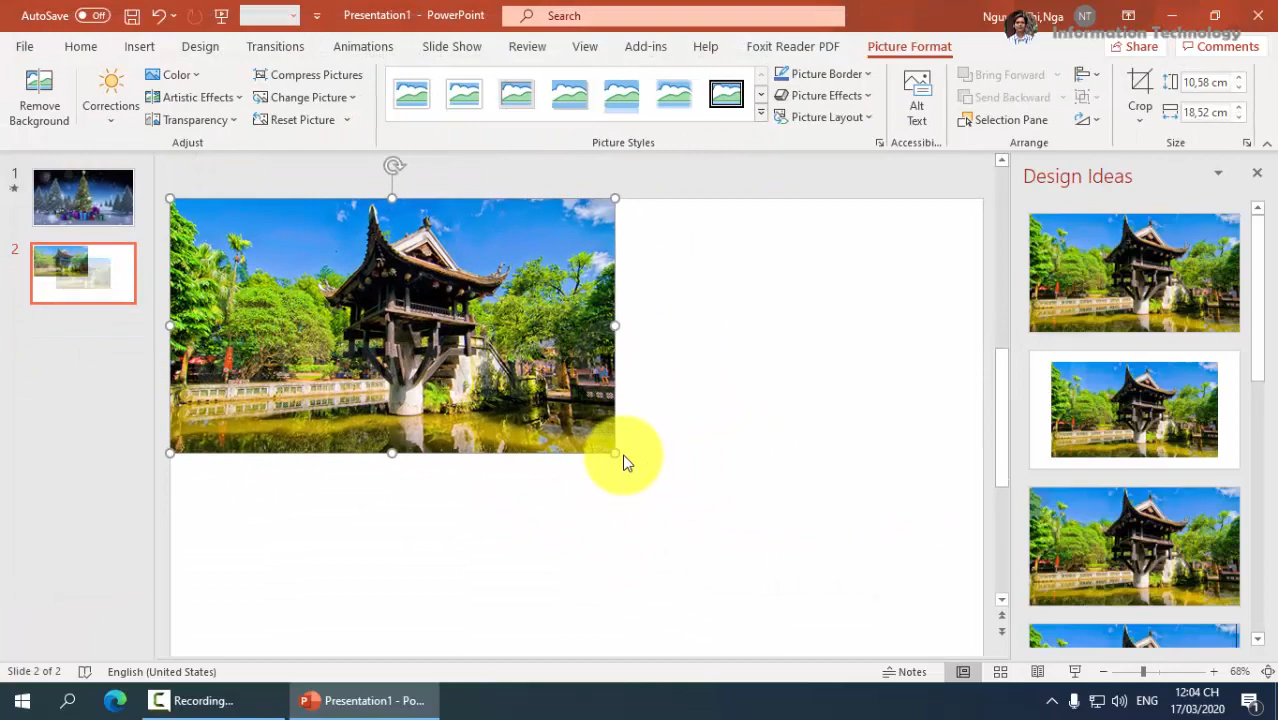 AutoSave Off Presentation1 - PowerPoint Search Nguy Thi,Nga NT
Information Technology
File Home Insert Design Transitions Animations Slide Show Review View Add-ins Help Foxit Reader PDF Picture Format Share Comments
Remove Background
Corrections
Color
Artistic Effects
Transparency
Compress Pictures
Change Picture
Reset Picture
Adjust
Picture Styles
Picture Border
Picture Effects
Picture Layout
Alt Text
Accessibi...
Bring Forward
Send Backward
Selection Pane
Arrange
Crop
10,58 cm
18,52 cm
Size
1
2
Design Ideas
Slide 2 of 2 English (United States) Notes 68%
Recording... Presentation1 - Po... ENG 12:04 CH
17/03/2020
1